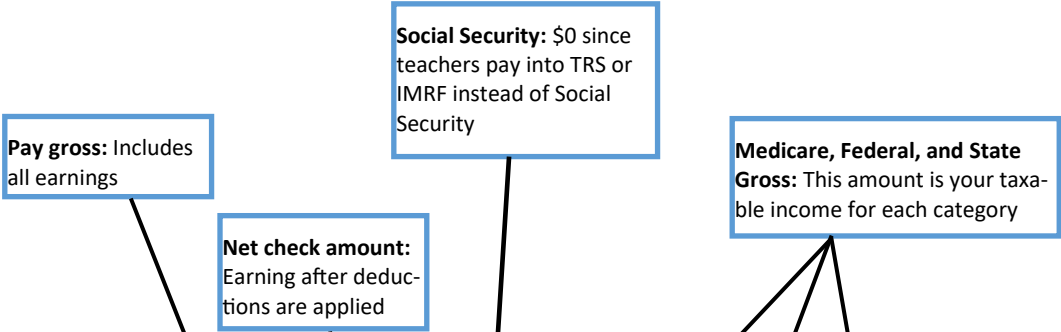 Social Security: $0 since
teachers pay into TRS or
IMRF instead of Social
Security
Pay gross: Includes
all earnings
Medicare, Federal, and State
Gross: This amount is your taxa-
ble income for each category
Net check amount:
Earning after deduc-
tions are applied